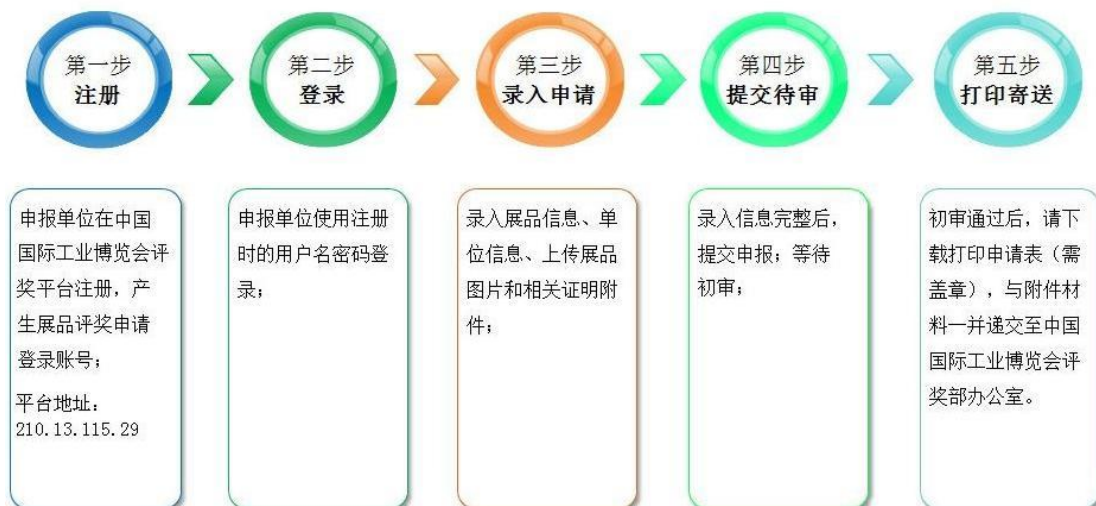 第一步
注册
第二步
登录
第三步
录入申请
第四步
提交待审
第五步
打印寄送
申报单位在中国
国际工业博览会评
奖平台注册，产
生展品评奖申请
登录账号；
平台地址：
210.13.115.29
申报单位使用注册
时的用户名密码登
录；
录入展品信息、单
位信息、上传展品
图片和相关证明附
件；
录入信息完整后，
提交申报；等待
初审；
初审通过后，请下
载打印申请表（需
盖章），与附件材
料一并递交至中国
国际工业博览会评
奖部办公室。